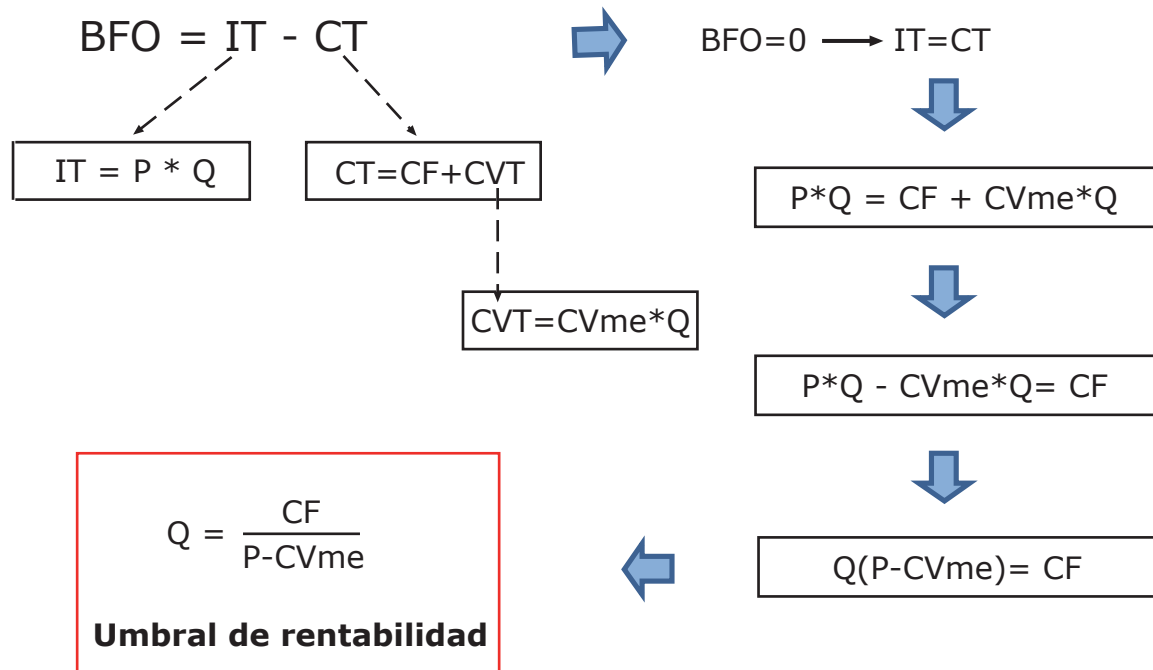 BFO = IT - CT
BFO=0 → IT=CT
IT = P * Q
CT=CF+CVT
CVT=CVme*Q
P*Q = CF + CVme*Q
P*Q - CVme*Q= CF
Q(P-CVme)= CF
Q = CF
P-CVme
Umbral de rentabilidad